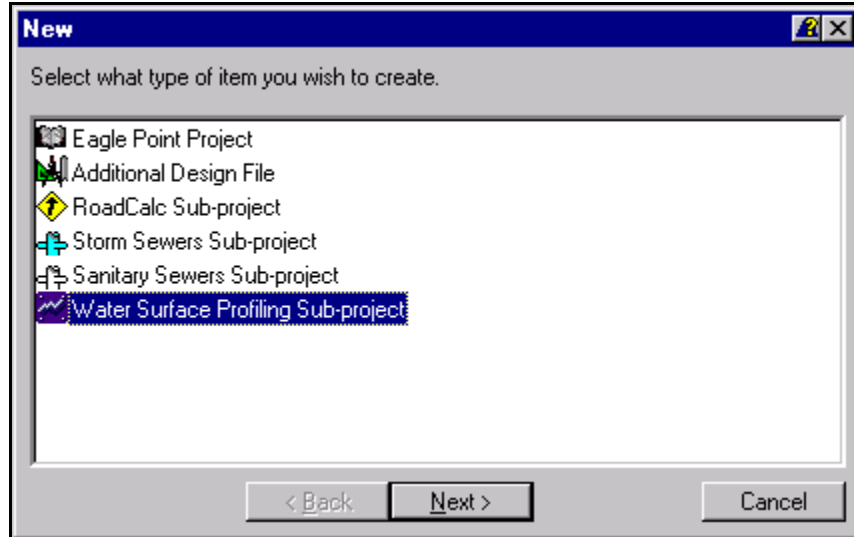 New
Select what type of item you wish to create.
Eagle Point Project
Additional Design File
RoadCalc Sub-project
Storm Sewers Sub-project
Sanitary Sewers Sub-project
Water Surface Profiling Sub-project
< Back Next > Cancel